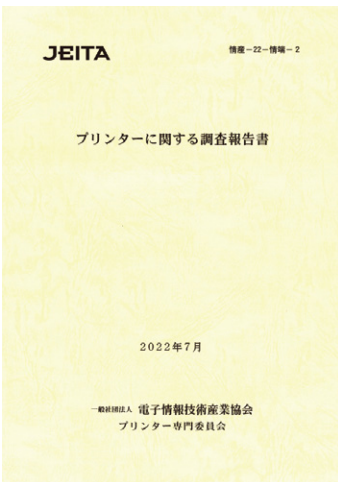 JEITA
情産－22－情端－2
プリンターに関する調査報告書
2022年7月
一般社団法人 電子情報技術産業協会
プリンター専門委員会